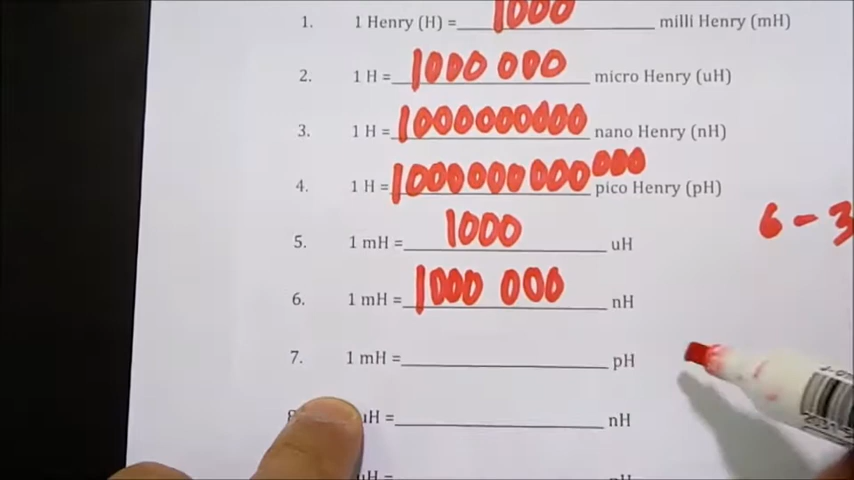 1. 1 Henry (H) = 1000 milli Henry (mH)
2. 1 H = 1000 000 micro Henry (uH)
3. 1 H = 1000000000 nano Henry (nH)
4. 1 H = 1000000000000 pico Henry (pH)
5. 1 mH = 1000 uH
6 - 3
6. 1 mH = 1000 000 nH
7. 1 mH = pH
uH = nH
uH =